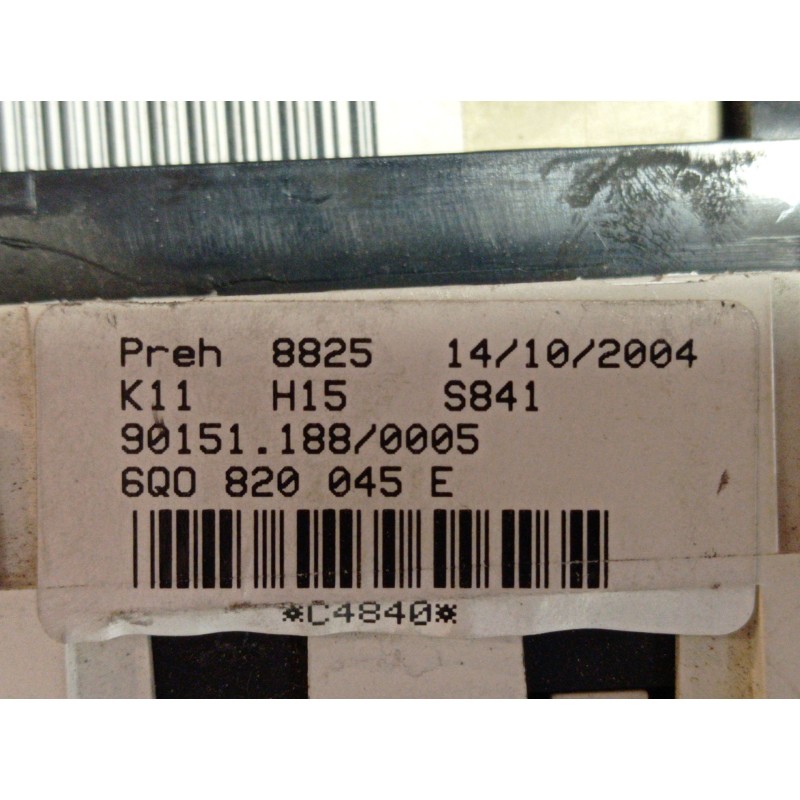 Preh 8825 14/10/2004
K11 H15 S841
90151.188/0005
6Q0 820 045 E
*C4840*